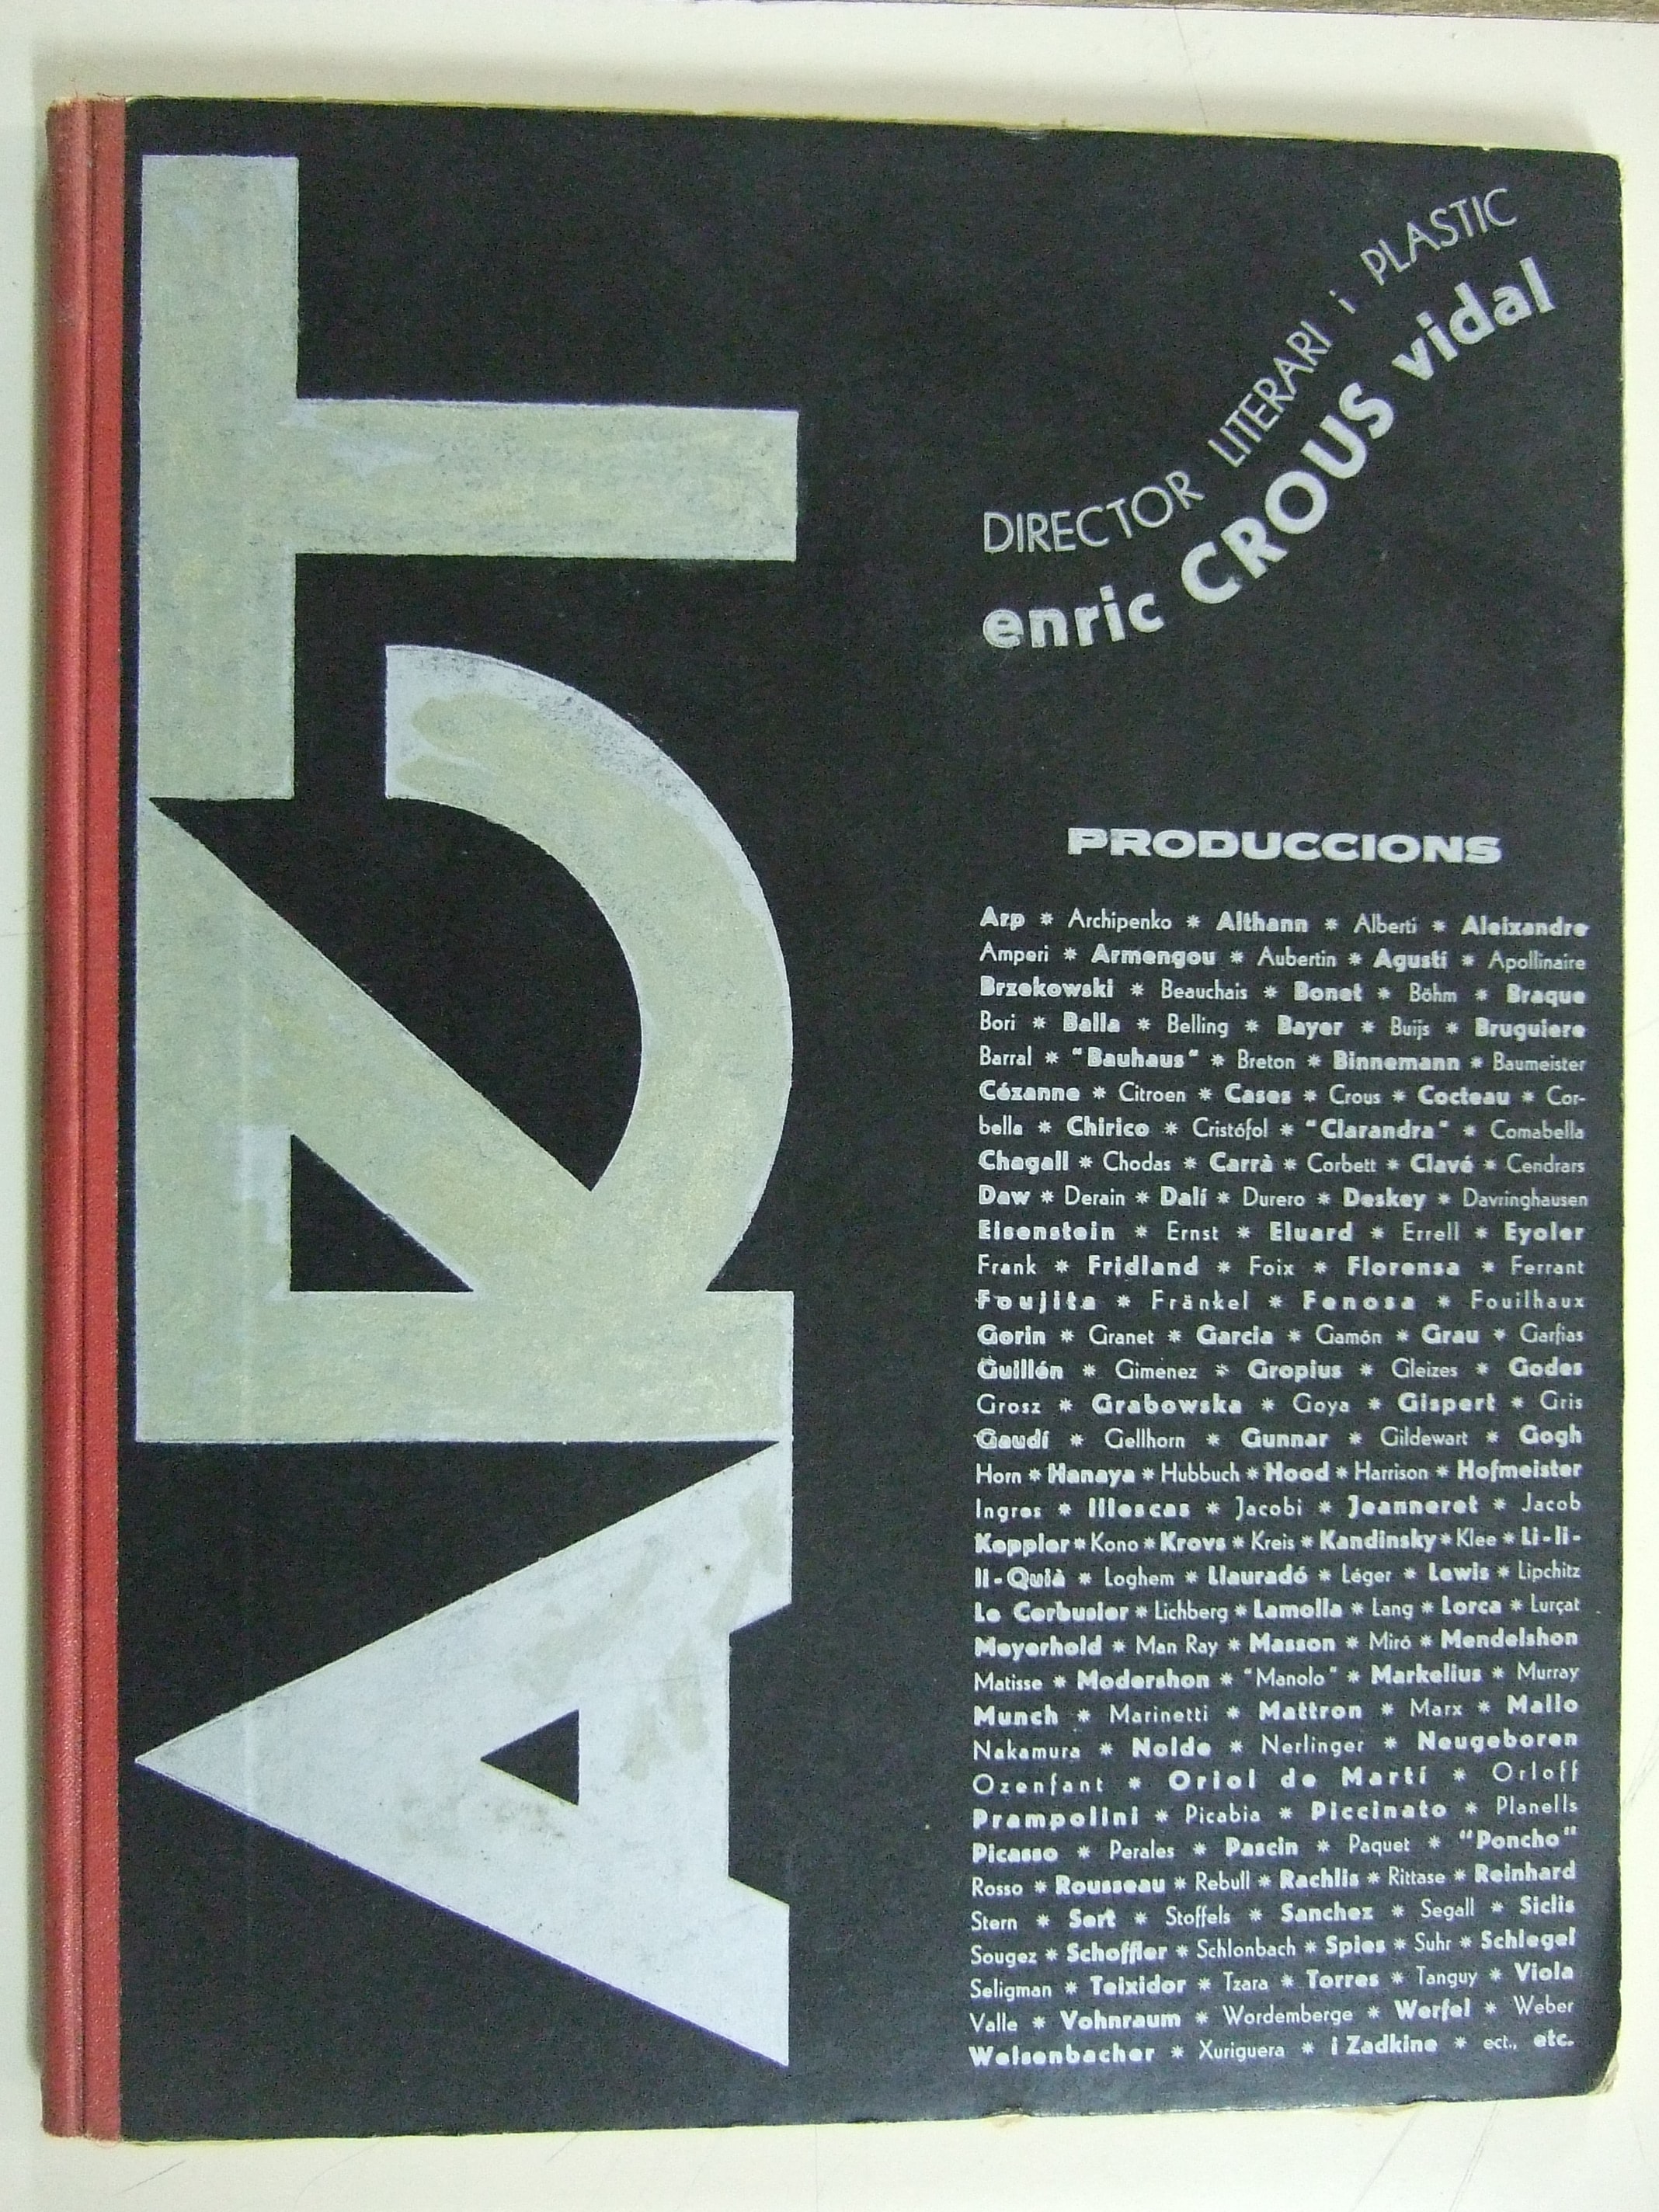 ART
DIRECTOR LITERARI i PLASTIC
enric CROUS vidal
PRODUCCIONS
Arp * Archipenko * Althann * Alberti * Aleixandre
Amperi * Armengou * Aubertin * Agustí * Apollinaire
Brzekowski * Beauchais * Bonet * Böhm * Braque
Bori * Balla * Belling * Bayer * Buijs * Bruguiere
Barral * "Bauhaus" * Breton * Binnemann * Baumeister
Cézanne * Citroen * Cases * Crous * Cocteau * Cor-
bella * Chirico * Cristófol * "Clarandra" * Comabella
Chagall * Chodas * Carrà * Corbett * Clavé * Cendrars
Daw * Derain * Dalí * Durero * Deskey * Davringhausen
Eisenstein * Ernst * Eluard * Errell * Eyoler
Frank * Fridland * Foix * Florensa * Ferrant
Foujita * Fränkel * Fenosa * Fouilhaux
Gorin * Granet * Garcia * Gamón * Grau * Garfias
Guillén * Gimenez * Gropius * Gleizes * Godes
Grosz * Grabowska * Goya * Gispert * Gris
Gaudí * Gellhorn * Gunnar * Gildewart * Gogh
Horn * Hanaya * Hubbuch * Hood * Harrison * Hofmeister
Ingres * Illescas * Jacobi * Jeanneret * Jacob
Keppler * Kono * Krovs * Kreis * Kandinsky * Klee * Li-li-
li-Quià * Loghem * Llauradó * Léger * Lewis * Lipchitz
Le Corbusier * Lichberg * Lamolla * Lang * Lorca * Lurçat
Meyerhold * Man Ray * Masson * Miró * Mendelshon
Matisse * Modershon * "Manolo" * Markelius * Murray
Munch * Marinetti * Mattron * Marx * Mallo
Nakamura * Nolde * Nerlinger * Neugeboren
Ozenfant * Oriol de Martí * Orloff
Prampolini * Picabia * Piccinato * Planells
Picasso * Perales * Pascin * Paquet * "Poncho"
Rosso * Rousseau * Rebull * Rachlis * Rittase * Reinhard
Stern * Sert * Stoffels * Sanchez * Segall * Siclis
Sougez * Schoffler * Schlonbach * Spies * Suhr * Schlegel
Seligman * Teixidor * Tzara * Torres * Tanguy * Viola
Valle * Vohnraum * Wordemberge * Werfel * Weber
Welsenbacher * Xuriguera * i Zadkine * ect., etc.